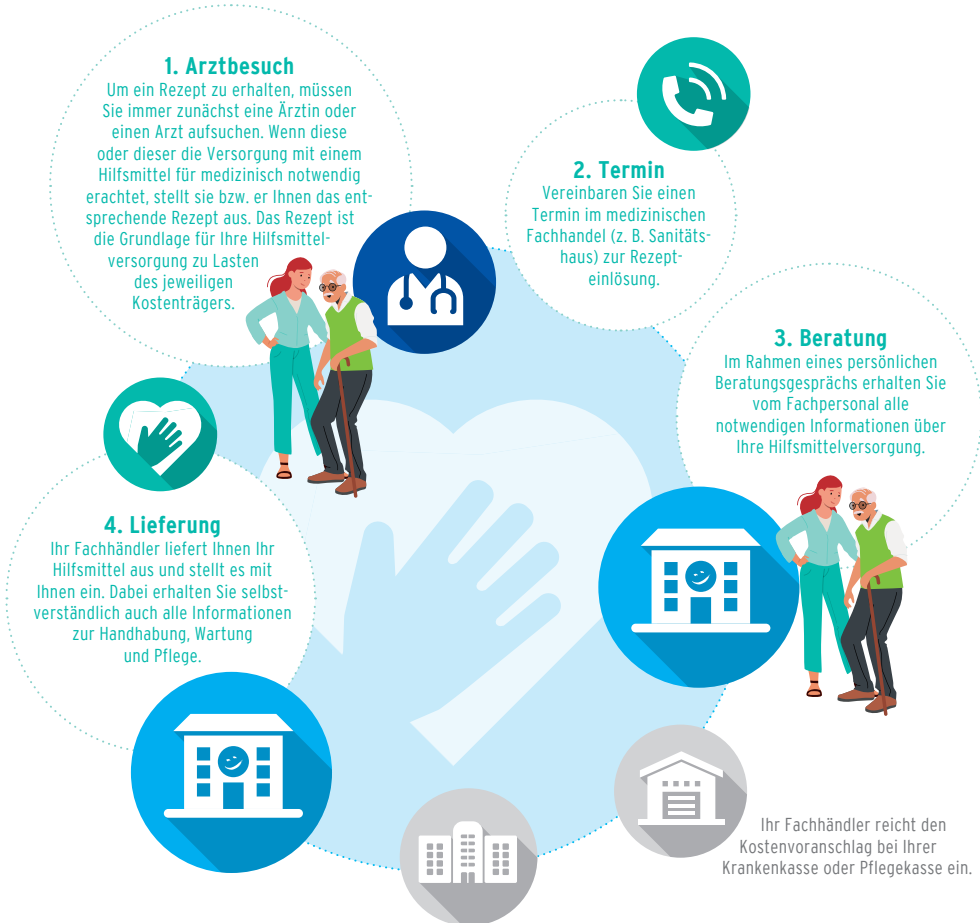 1. Arztbesuch
Um ein Rezept zu erhalten, müssen
Sie immer zunächst eine Ärztin oder
einen Arzt aufsuchen. Wenn diese
oder dieser die Versorgung mit einem
Hilfsmittel für medizinisch notwendig
erachtet, stellt sie bzw. er Ihnen das ent-
sprechende Rezept aus. Das Rezept ist
die Grundlage für Ihre Hilfsmittel-
versorgung zu Lasten
des jeweiligen
Kostenträgers.
2. Termin
Vereinbaren Sie einen
Termin im medizinischen
Fachhandel (z. B. Sanitäts-
haus) zur Rezept-
einlösung.
3. Beratung
Im Rahmen eines persönlichen
Beratungsgesprächs erhalten Sie
vom Fachpersonal alle
notwendigen Informationen über
Ihre Hilfsmittelversorgung.
4. Lieferung
Ihr Fachhändler liefert Ihnen Ihr
Hilfsmittel aus und stellt es mit
Ihnen ein. Dabei erhalten Sie selbst-
verständlich auch alle Informationen
zur Handhabung, Wartung
und Pflege.
Ihr Fachhändler reicht den
Kostenvoranschlag bei Ihrer
Krankenkasse oder Pflegekasse ein.